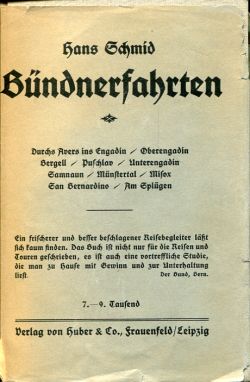 Hans Schmid
Bündnerfahrten
Durchs Avers ins Engadin / Oberengadin
Bergell / Puschlav / Unterengadin
Samnaun / Münstertal / Misox
San Bernardino / Am Splügen
Ein frischerer und besser beschlagener Reisebegleiter läßt
sich kaum finden. Das Buch ist nicht nur für die Reisen und
Touren geschrieben, es ist auch eine vortreffliche Studie,
die man zu Hause mit Gewinn und zur Unterhaltung
liest. Der Bund, Bern.
7.—9. Tausend
Verlag von Huber & Co., Frauenfeld/Leipzig